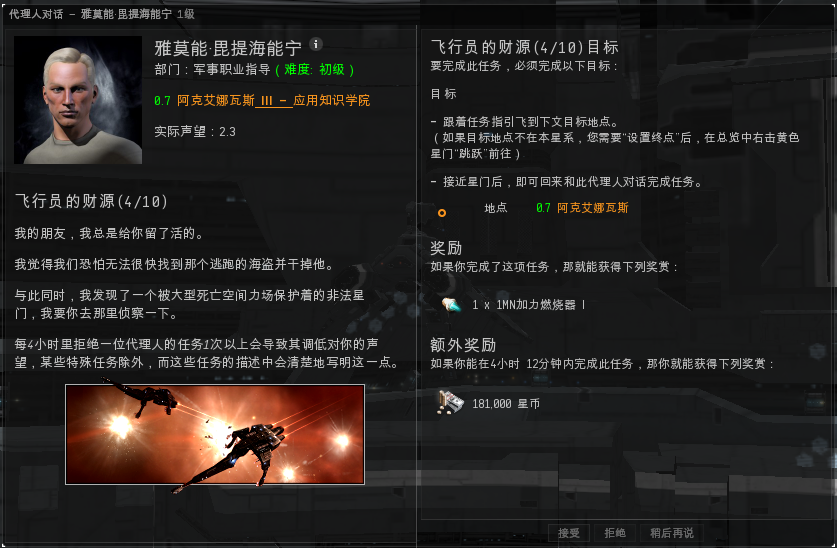 代理人对话 - 雅莫能·毘提海能宁 1级
雅莫能·毘提海能宁
部门：军事职业指导（难度: 初级）
0.7 阿克艾娜瓦斯 III - 应用知识学院
实际声望：2.3
飞行员的财源(4/10)
我的朋友，我总是给你留了活的。
我觉得我们恐怕无法很快找到那个逃跑的海盗并干掉他。
与此同时，我发现了一个被大型死亡空间力场保护着的非法星
门，我要你去那里侦察一下。
每4小时里拒绝一位代理人的任务1次以上会导致其调低对你的声
望，某些特殊任务除外，而这些任务的描述中会清楚地写明这一点。
飞行员的财源(4/10)目标
要完成此任务，必须完成以下目标：
目标
- 跟着任务指引飞到下文目标地点。
（如果目标地点不在本星系，您需要“设置终点”后，在总览中右击黄色
星门“跳跃”前往）
- 接近星门后，即可回来和此代理人对话完成任务。
地点 0.7 阿克艾娜瓦斯
奖励
如果你完成了这项任务，那就能获得下列奖赏：
1 x 1MN加力燃烧器 I
额外奖励
如果你能在4小时 12分钟内完成此任务，那你就能获得下列奖赏：
181,000 星币
接受 拒绝 稍后再说